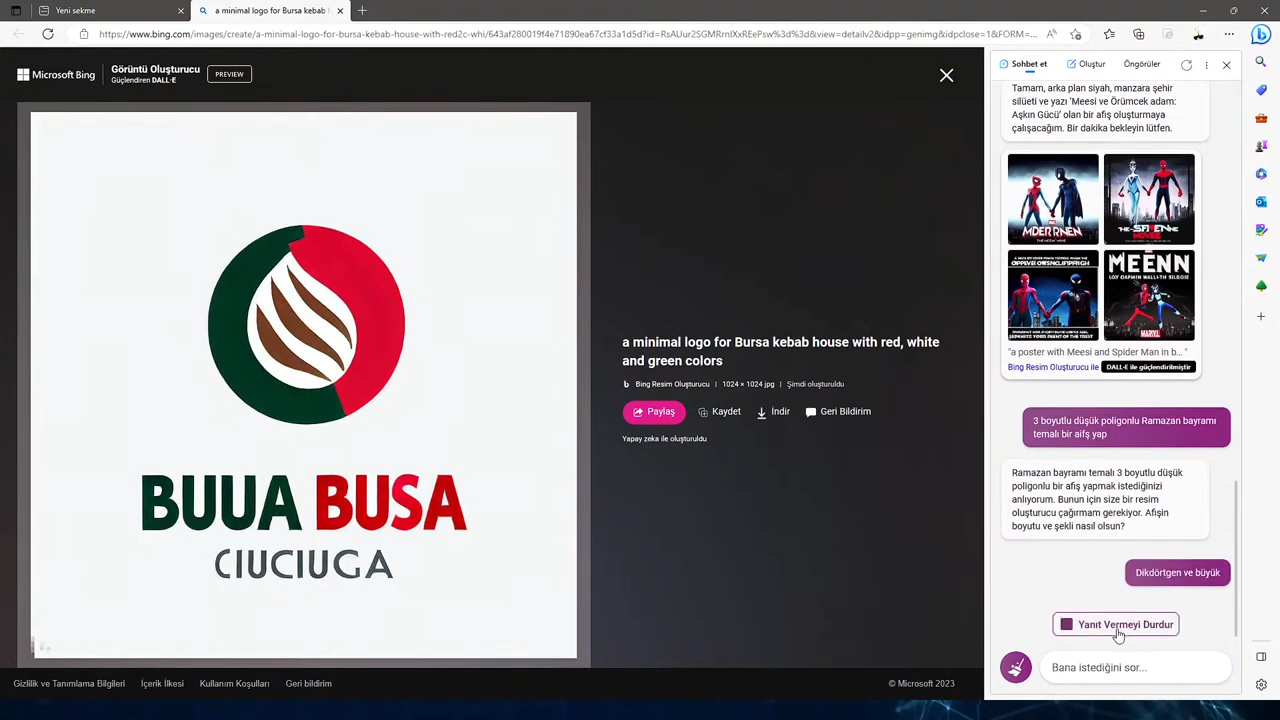 Yeni sekme
a minimal logo for Bursa kebab h
https://www.bing.com/images/create/a-minimal-logo-for-bursa-kebab-house-with-red2c-whi/643af280019f4e71890ea67cf33a1d5d?id=RsAUur2SGMRrnIXxREePsw%3d%3d&view=detailv2&idpp=genimg&idpclose=1&FORM=...
Microsoft Bing
Görüntü Oluşturucu
Güçlendiren DALL·E
PREVIEW
BUUA BUSA
CIUCIUGA
a minimal logo for Bursa kebab house with red, white
and green colors
Bing Resim Oluşturucu | 1024 × 1024 jpg | Şimdi oluşturuldu
Paylaş Kaydet İndir Geri Bildirim
Yapay zeka ile oluşturuldu
Gizlilik ve Tanımlama Bilgileri İçerik İlkesi Kullanım Koşulları Geri bildirim
© Microsoft 2023
Sohbet et Oluştur Öngörüler
Tamam, arka plan siyah, manzara şehir
silüeti ve yazı 'Meesi ve Örümcek adam:
Aşkın Gücü' olan bir afiş oluşturmaya
çalışacağım. Bir dakika bekleyin lütfen.
MDERRNEN
MEENN
MARVL
"a poster with Meesi and Spider Man in b... "
Bing Resim Oluşturucu ile DALL·E ile güçlendirilmiştir
3 boyutlu düşük poligonlu Ramazan bayramı
temalı bir aifş yap
Ramazan bayramı temalı 3 boyutlu düşük
poligonlu bir afiş yapmak istediğinizi
anlıyorum. Bunun için size bir resim
oluşturucu çağırmam gerekiyor. Afişin
boyutu ve şekli nasıl olsun?
Dikdörtgen ve büyük
Yanıt Vermeyi Durdur
Bana istediğini sor...